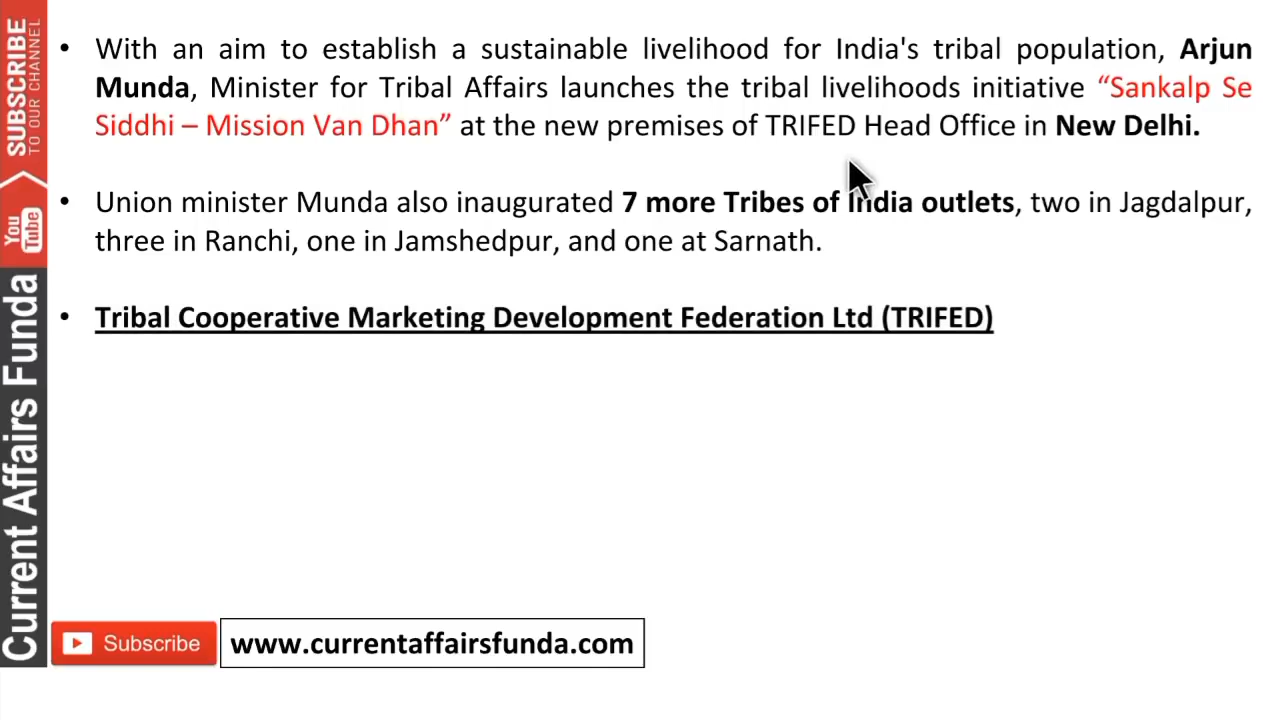 • With an aim to establish a sustainable livelihood for India's tribal population, Arjun
Munda, Minister for Tribal Affairs launches the tribal livelihoods initiative “Sankalp Se
Siddhi – Mission Van Dhan” at the new premises of TRIFED Head Office in New Delhi.
• Union minister Munda also inaugurated 7 more Tribes of India outlets, two in Jagdalpur,
three in Ranchi, one in Jamshedpur, and one at Sarnath.
• Tribal Cooperative Marketing Development Federation Ltd (TRIFED)
SUBSCRIBE
TO OUR CHANNEL
You
Tube
Current Affairs Funda
Subscribe
www.currentaffairsfunda.com